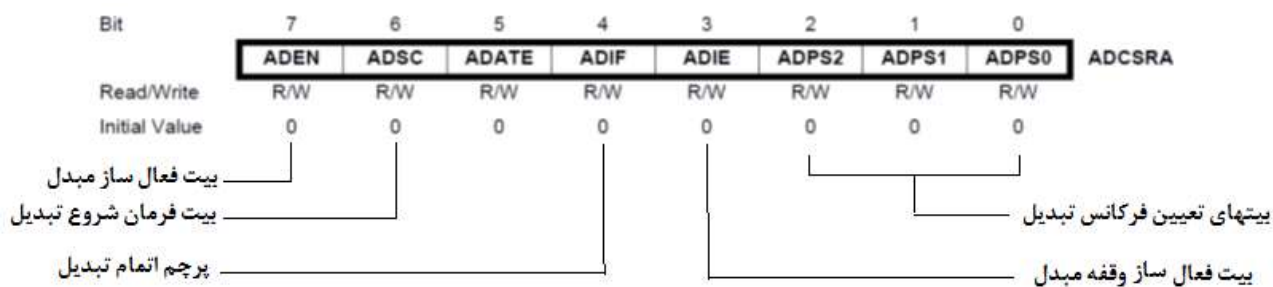 Bit 7 6 5 4 3 2 1 0
ADEN ADSC ADATE ADIF ADIE ADPS2 ADPS1 ADPS0 ADCSRA
Read/Write R/W R/W R/W R/W R/W R/W R/W R/W
Initial Value 0 0 0 0 0 0 0 0
بیت فعال ساز مبدل
بیت فرمان شروع تبدیل
بیتهای تعیین فرکانس تبدیل
پرچم اتمام تبدیل
بیت فعال ساز وقفه مبدل